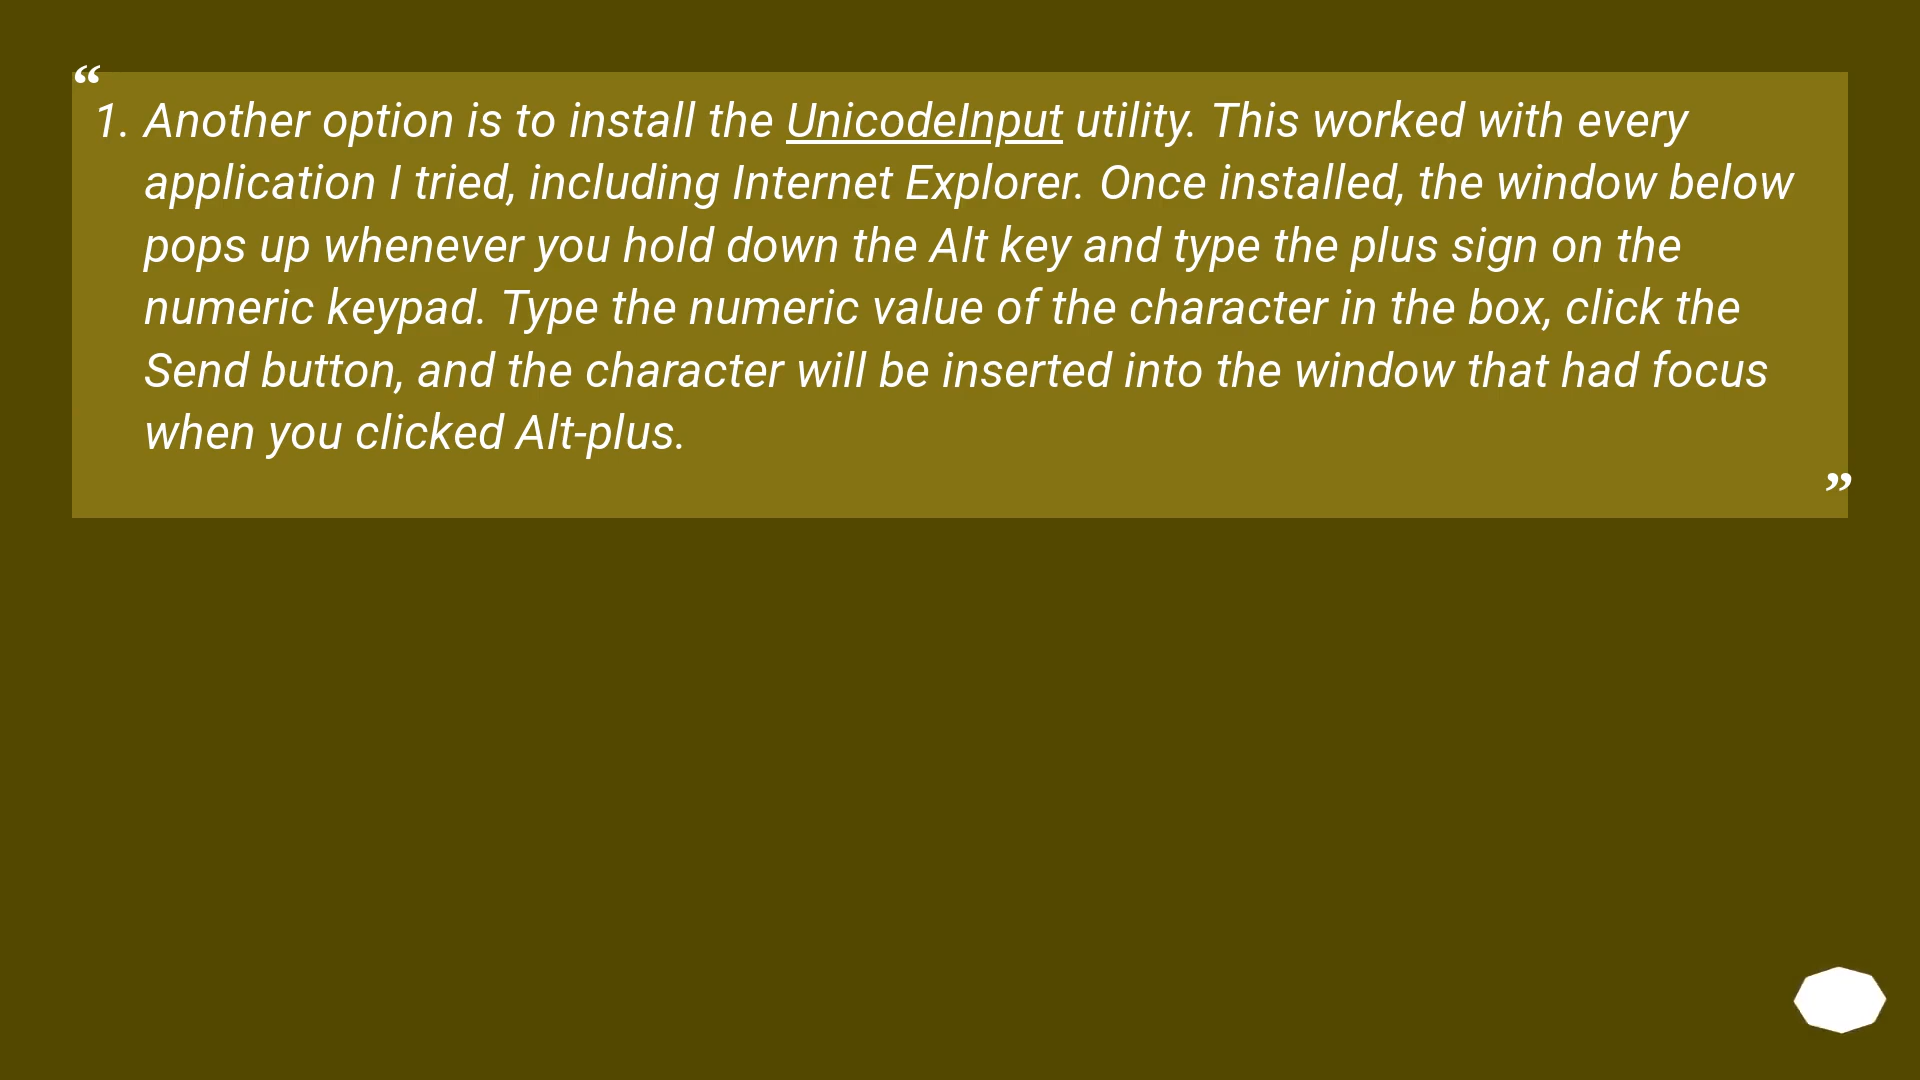 “
1. Another option is to install the UnicodeInput utility. This worked with every
application I tried, including Internet Explorer. Once installed, the window below
pops up whenever you hold down the Alt key and type the plus sign on the
numeric keypad. Type the numeric value of the character in the box, click the
Send button, and the character will be inserted into the window that had focus
when you clicked Alt-plus.
”